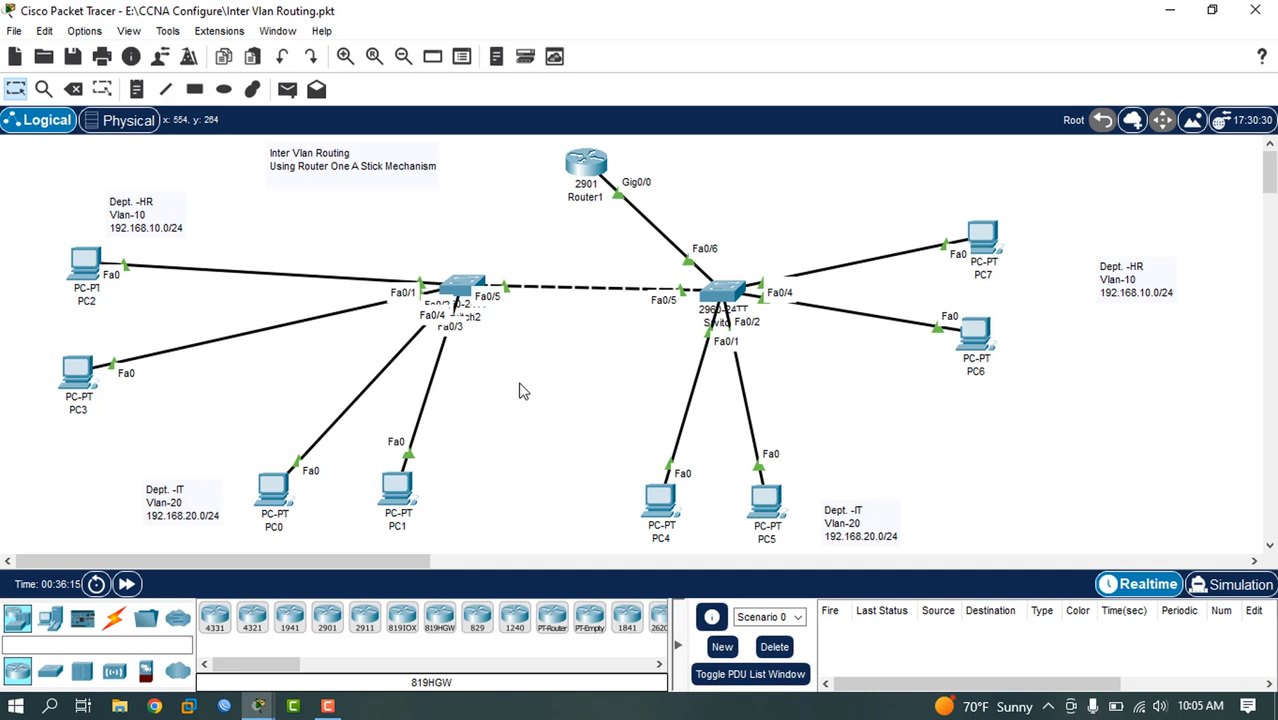 Cisco Packet Tracer - E:\CCNA Configure\Inter Vlan Routing.pkt
File Edit Options View Tools Extensions Window Help
Logical Physical x: 554, y: 264 Root 17:30:30
Inter Vlan Routing
Using Router One A Stick Mechanism
2901
Router1
Gig0/0
Dept. -HR
Vlan-10
192.168.10.0/24
Fa0
PC-PT
PC2
Fa0/1
Fa0/5
Fa0/4
Fa0/3
Fa0/6
Fa0/5
Fa0/4
Fa0/2
Fa0/1
Fa0
PC-PT
PC7
Dept. -HR
Vlan-10
192.168.10.0/24
Fa0
PC-PT
PC6
Fa0
PC-PT
PC3
Dept. -IT
Vlan-20
192.168.20.0/24
Fa0
PC-PT
PC0
Fa0
PC-PT
PC1
Fa0
PC-PT
PC4
Fa0
PC-PT
PC5
Dept. -IT
Vlan-20
192.168.20.0/24
Time: 00:36:15 Realtime Simulation
4331 4321 1941 2901 2911 819IOX 819HGW 829 1240 PT-Router PT-Empty 1841 2620
819HGW
Scenario 0
New Delete
Toggle PDU List Window
Fire Last Status Source Destination Type Color Time(sec) Periodic Num Edit
70°F Sunny 10:05 AM